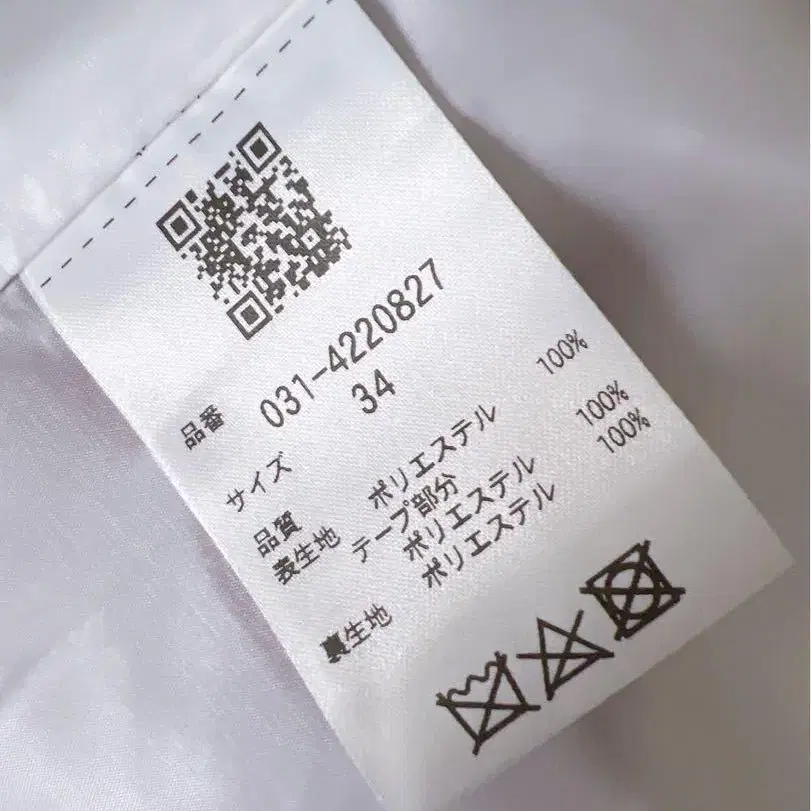 品番 031-4220827
サイズ 34
品質
表生地 ポリエステル 100%
テープ部分
ポリエステル 100%
裏生地 ポリエステル 100%